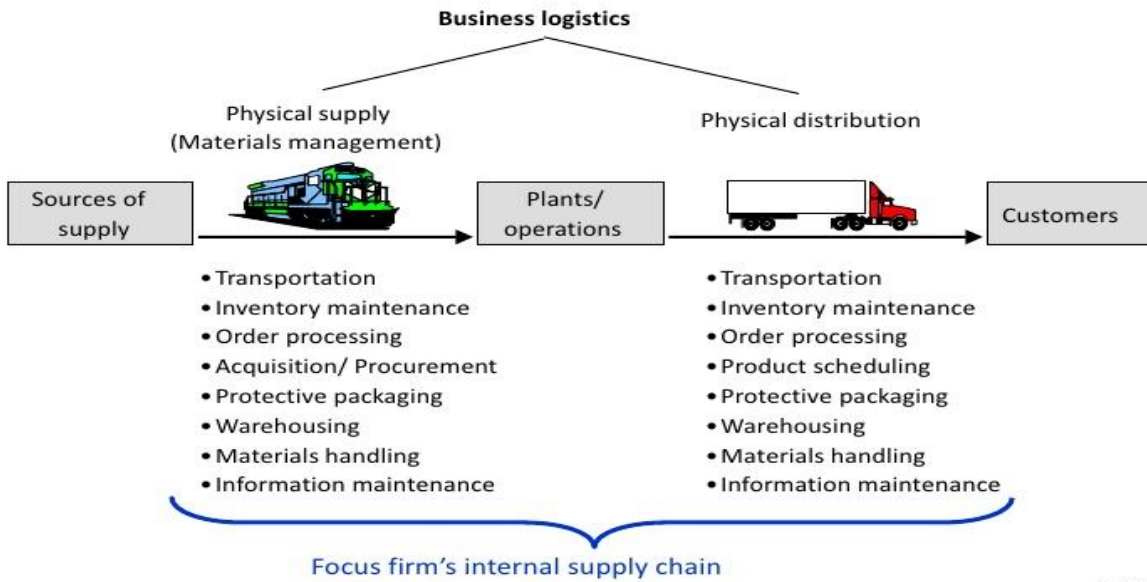 Business logistics
Physical supply
(Materials management)
Physical distribution
Sources of
supply
Plants/
operations
Customers
• Transportation
• Inventory maintenance
• Order processing
• Acquisition/ Procurement
• Protective packaging
• Warehousing
• Materials handling
• Information maintenance
• Transportation
• Inventory maintenance
• Order processing
• Product scheduling
• Protective packaging
• Warehousing
• Materials handling
• Information maintenance
Focus firm's internal supply chain